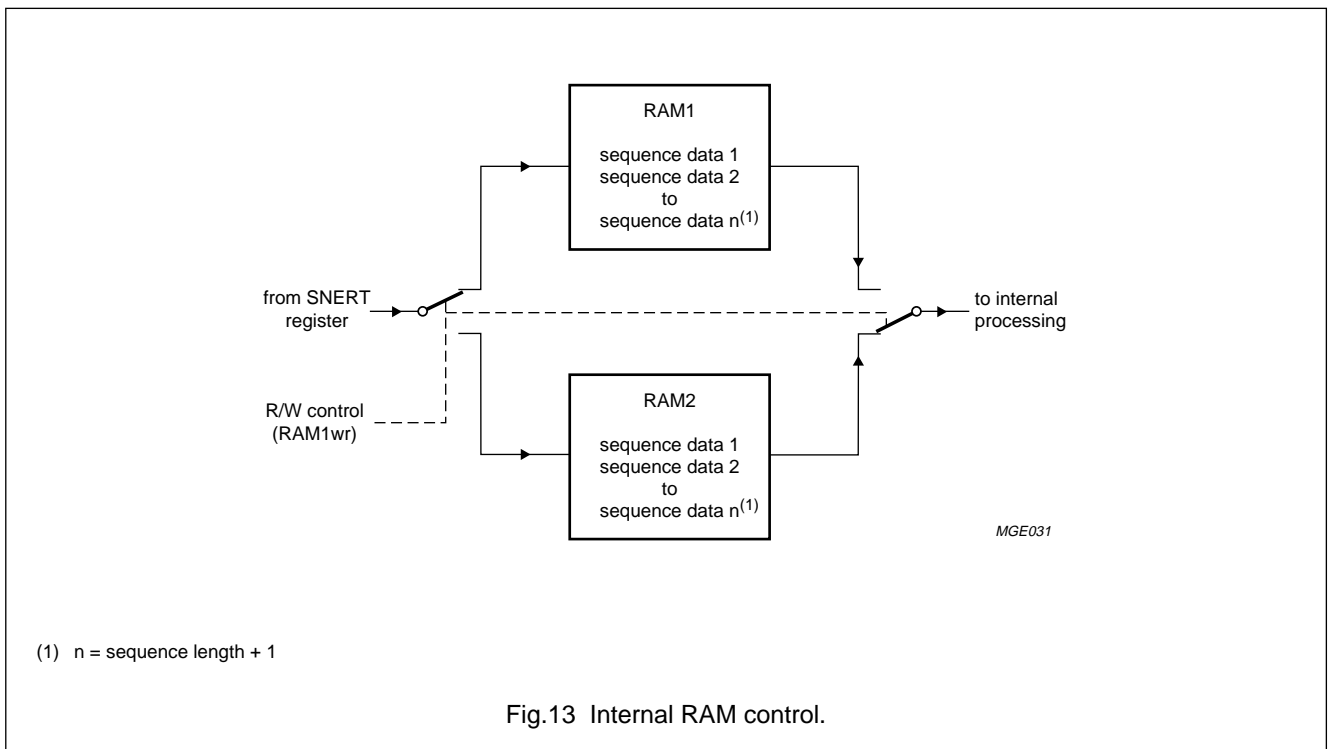 RAM1
sequence data 1
sequence data 2
to
sequence data n(1)
from SNERT
register
to internal
processing
R/W control
(RAM1wr)
RAM2
sequence data 1
sequence data 2
to
sequence data n(1)
MGE031
(1) n = sequence length + 1
Fig.13 Internal RAM control.